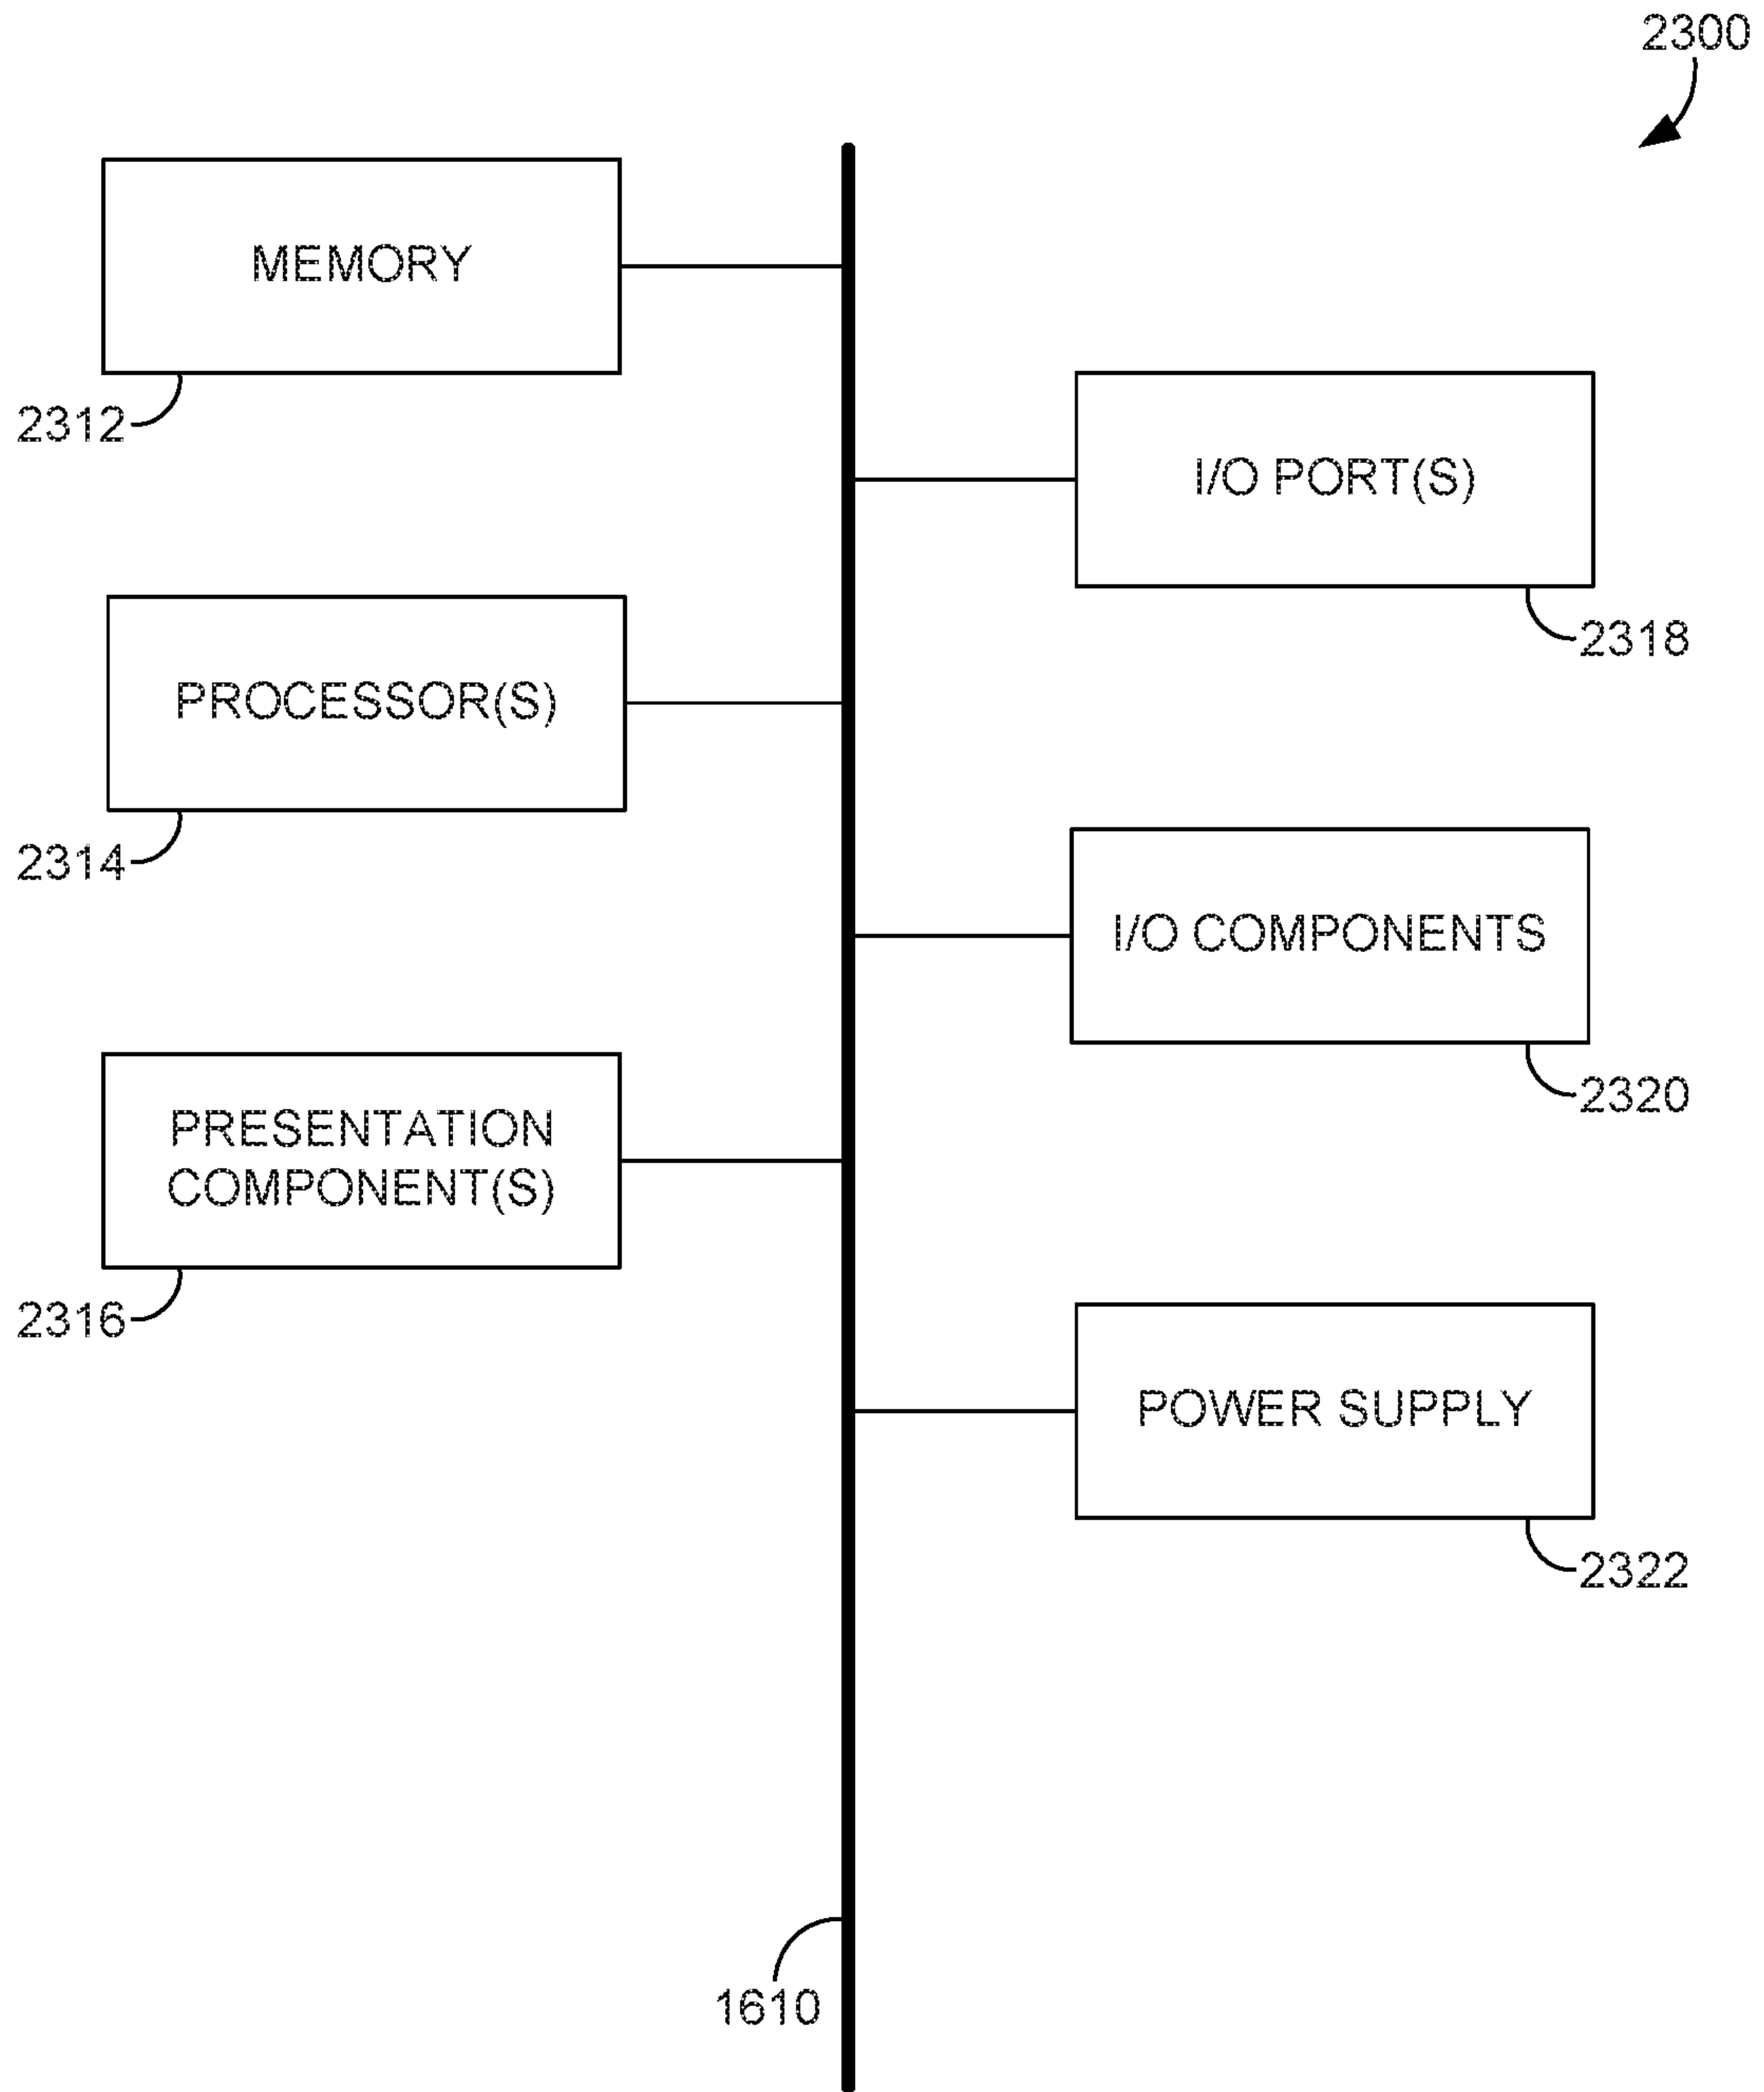 2300
MEMORY
2312
I/O PORT(S)
2318
PROCESSOR(S)
2314
I/O COMPONENTS
2320
PRESENTATION
COMPONENT(S)
2316
POWER SUPPLY
2322
1610